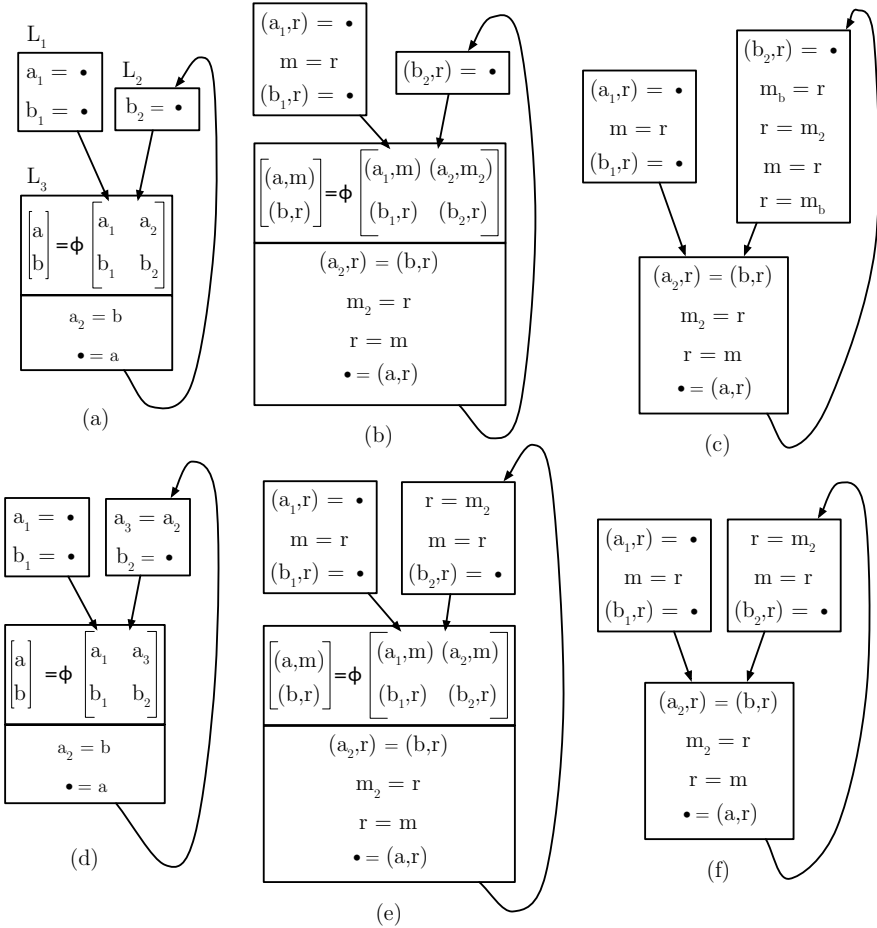 L₁
a₁ = •
b₁ = •
L₂
b₂ = •
L₃
[a b] = ϕ [a₁ a₂
b₁ b₂]
a₂ = b
• = a
(a)
(a₁,r) = •
m = r
(b₁,r) = •
(b₂,r) = •
[(a,m) (b,r)] = ϕ [(a₁,m) (a₂,m₂)
(b₁,r) (b₂,r)]
(a₂,r) = (b,r)
m₂ = r
r = m
• = (a,r)
(b)
(a₁,r) = •
m = r
(b₁,r) = •
(b₂,r) = •
m_b = r
r = m₂
m = r
r = m_b
(a₂,r) = (b,r)
m₂ = r
r = m
• = (a,r)
(c)
a₁ = •
b₁ = •
a₃ = a₂
b₂ = •
[a b] = ϕ [a₁ a₃
b₁ b₂]
a₂ = b
• = a
(d)
(a₁,r) = •
m = r
(b₁,r) = •
r = m₂
m = r
(b₂,r) = •
[(a,m) (b,r)] = ϕ [(a₁,m) (a₂,m)
(b₁,r) (b₂,r)]
(a₂,r) = (b,r)
m₂ = r
r = m
• = (a,r)
(e)
(a₁,r) = •
m = r
(b₁,r) = •
r = m₂
m = r
(b₂,r) = •
(a₂,r) = (b,r)
m₂ = r
r = m
• = (a,r)
(f)